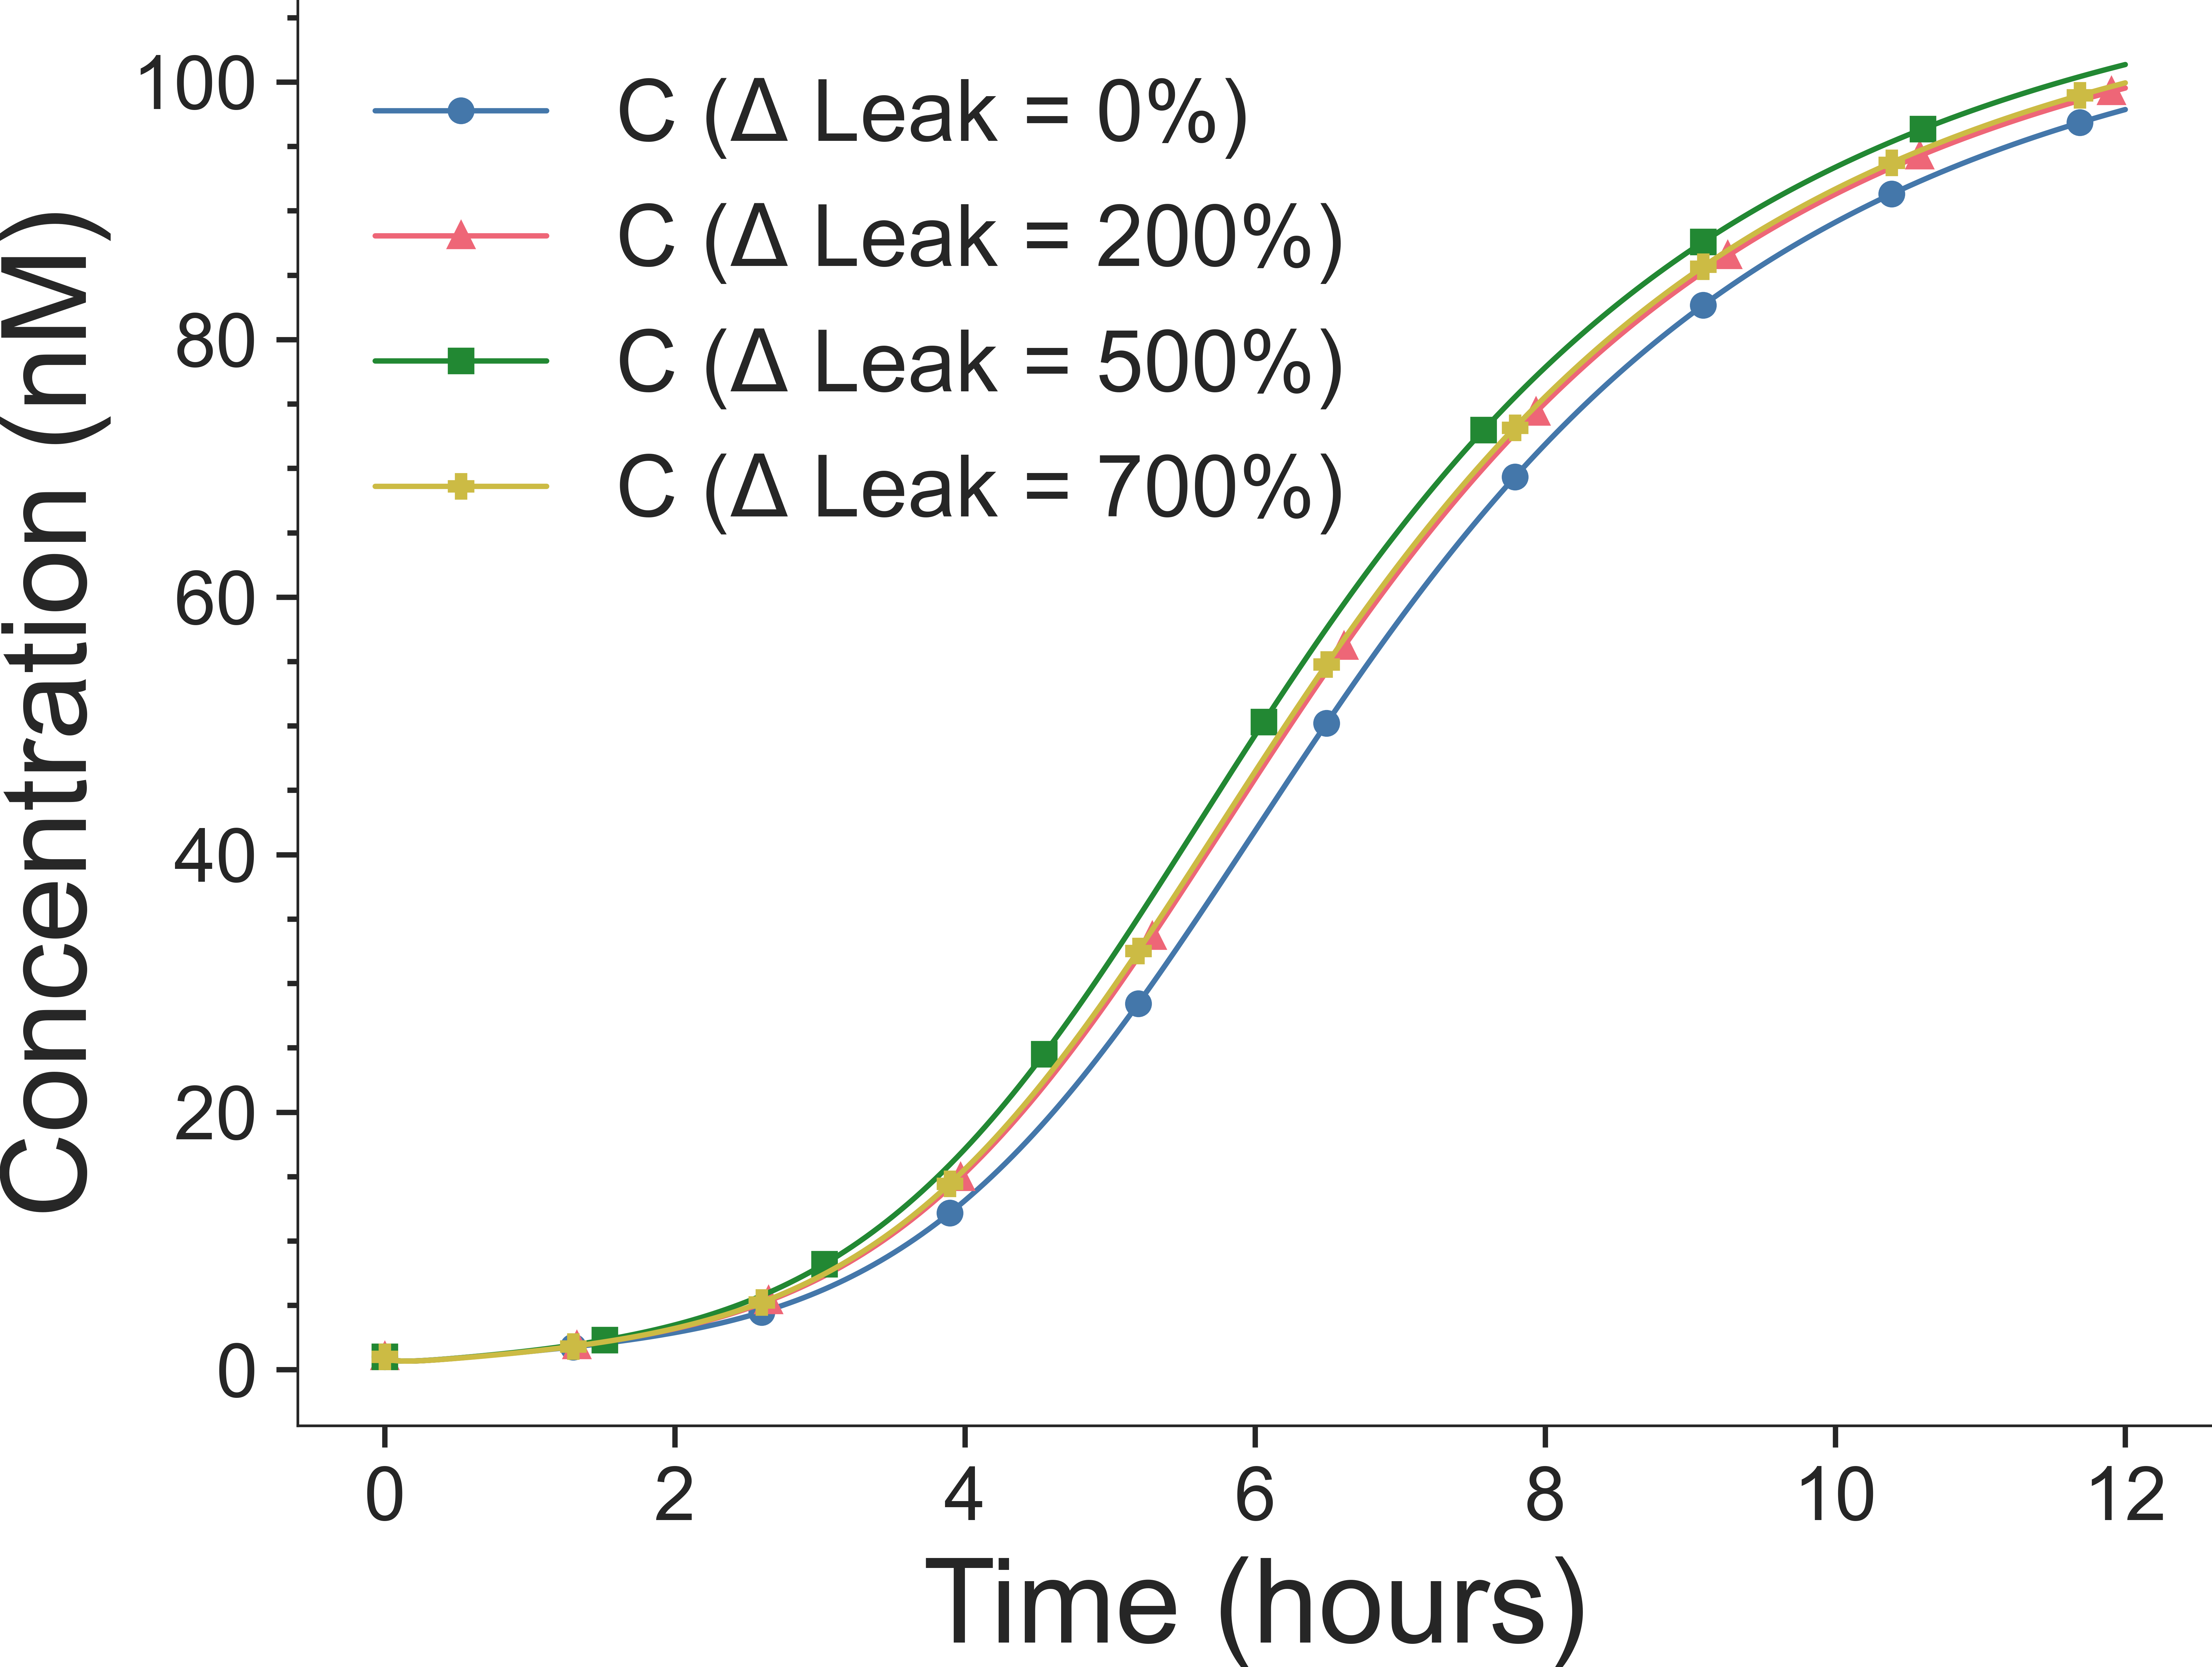 Concentration (nM)
100
80
60
40
20
0
C (Δ Leak = 0%)
C (Δ Leak = 200%)
C (Δ Leak = 500%)
C (Δ Leak = 700%)
0 2 4 6 8 10 12
Time (hours)